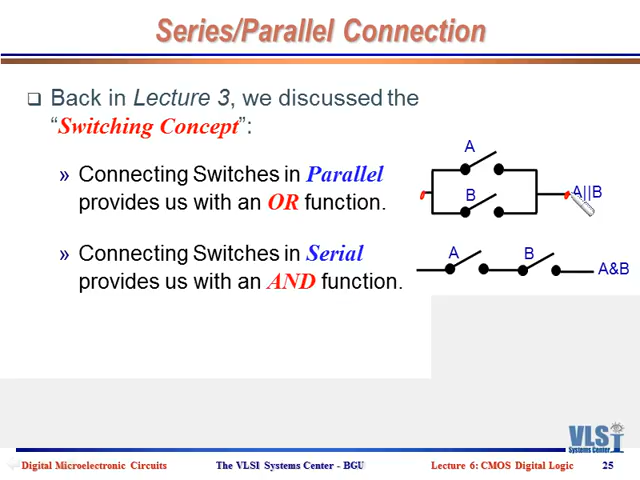 Series/Parallel Connection
Back in Lecture 3, we discussed the
“Switching Concept”:
» Connecting Switches in Parallel
provides us with an OR function.
» Connecting Switches in Serial
provides us with an AND function.
A
B
A||B
A
B
A&B
VLSI
Systems Center
Digital Microelectronic Circuits
The VLSI Systems Center - BGU
Lecture 6: CMOS Digital Logic
25